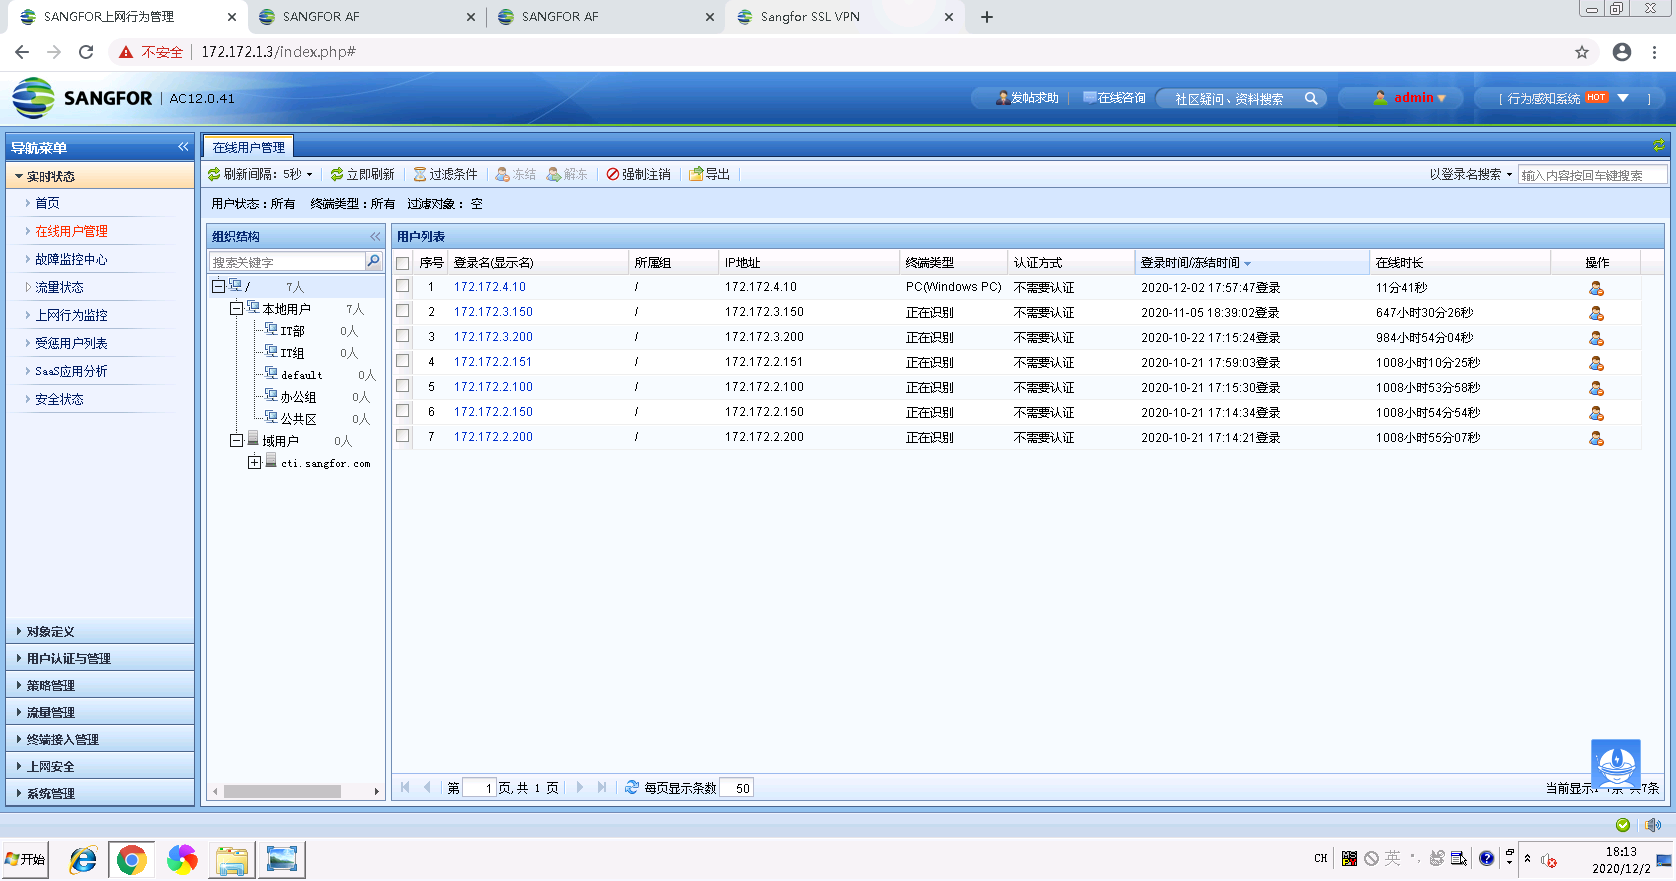 SANGFOR上网行为管理 SANGFOR AF SANGFOR AF Sangfor SSL VPN
不安全 172.172.1.3/index.php#
SANGFOR AC12.0.41 发帖求助 在线咨询 社区疑问、资料搜索 admin [ 行为感知系统 HOT ]
导航菜单 在线用户管理
实时状态 刷新间隔：5秒 立即刷新 过滤条件 冻结 解冻 强制注销 导出 以登录名搜索 输入内容按回车键搜索
首页 用户状态：所有 终端类型：所有 过滤对象： 空
在线用户管理 组织结构 用户列表
故障监控中心 搜索关键字 序号 登录名(显示名) 所属组 IP地址 终端类型 认证方式 登录时间/冻结时间 在线时长 操作
流量状态 / 7人 1 172.172.4.10 / 172.172.4.10 PC(Windows PC) 不需要认证 2020-12-02 17:57:47登录 11分41秒
上网行为监控 本地用户 7人 2 172.172.3.150 / 172.172.3.150 正在识别 不需要认证 2020-11-05 18:39:02登录 647小时30分26秒
受惩用户列表 IT部 0人 3 172.172.3.200 / 172.172.3.200 正在识别 不需要认证 2020-10-22 17:15:24登录 984小时54分04秒
SaaS应用分析 IT组 0人 4 172.172.2.151 / 172.172.2.151 正在识别 不需要认证 2020-10-21 17:59:03登录 1008小时10分25秒
安全状态 default 0人 5 172.172.2.100 / 172.172.2.100 正在识别 不需要认证 2020-10-21 17:15:30登录 1008小时53分58秒
办公组 0人 6 172.172.2.150 / 172.172.2.150 正在识别 不需要认证 2020-10-21 17:14:34登录 1008小时54分54秒
公共区 0人 7 172.172.2.200 / 172.172.2.200 正在识别 不需要认证 2020-10-21 17:14:21登录 1008小时55分07秒
域用户 0人
cti.sangfor.com
对象定义
用户认证与管理
策略管理
流量管理
终端接入管理
上网安全
系统管理 第 1 页,共 1 页 每页显示条数 50 当前显示1 7条 共7条
开始 CH 英 18:13
2020/12/2